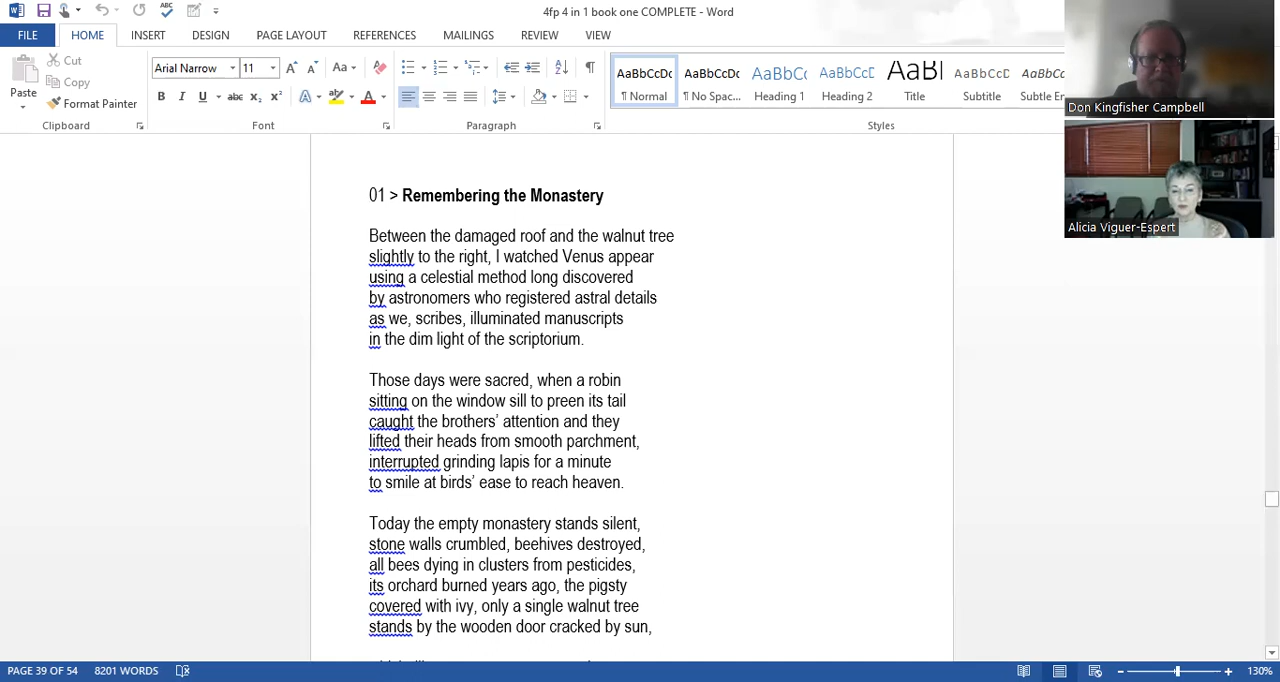 4fp 4 in 1 book one COMPLETE - Word
FILE HOME INSERT DESIGN PAGE LAYOUT REFERENCES MAILINGS REVIEW VIEW
Paste
Cut
Copy
Format Painter
Clipboard
Arial Narrow 11
Font
Paragraph
AaBbCcDc ¶ Normal
AaBbCcDc ¶ No Spac...
AaBbCc Heading 1
AaBbCcC Heading 2
AaBl Title
AaBbCcC Subtitle
AaBbCcDc Subtle Em
Styles
Don Kingfisher Campbell
Alicia Viguer-Espert
01 > Remembering the Monastery
Between the damaged roof and the walnut tree
slightly to the right, I watched Venus appear
using a celestial method long discovered
by astronomers who registered astral details
as we, scribes, illuminated manuscripts
in the dim light of the scriptorium.
Those days were sacred, when a robin
sitting on the window sill to preen its tail
caught the brothers’ attention and they
lifted their heads from smooth parchment,
interrupted grinding lapis for a minute
to smile at birds’ ease to reach heaven.
Today the empty monastery stands silent,
stone walls crumbled, beehives destroyed,
all bees dying in clusters from pesticides,
its orchard burned years ago, the pigsty
covered with ivy, only a single walnut tree
stands by the wooden door cracked by sun,
PAGE 39 OF 54 8201 WORDS 130%